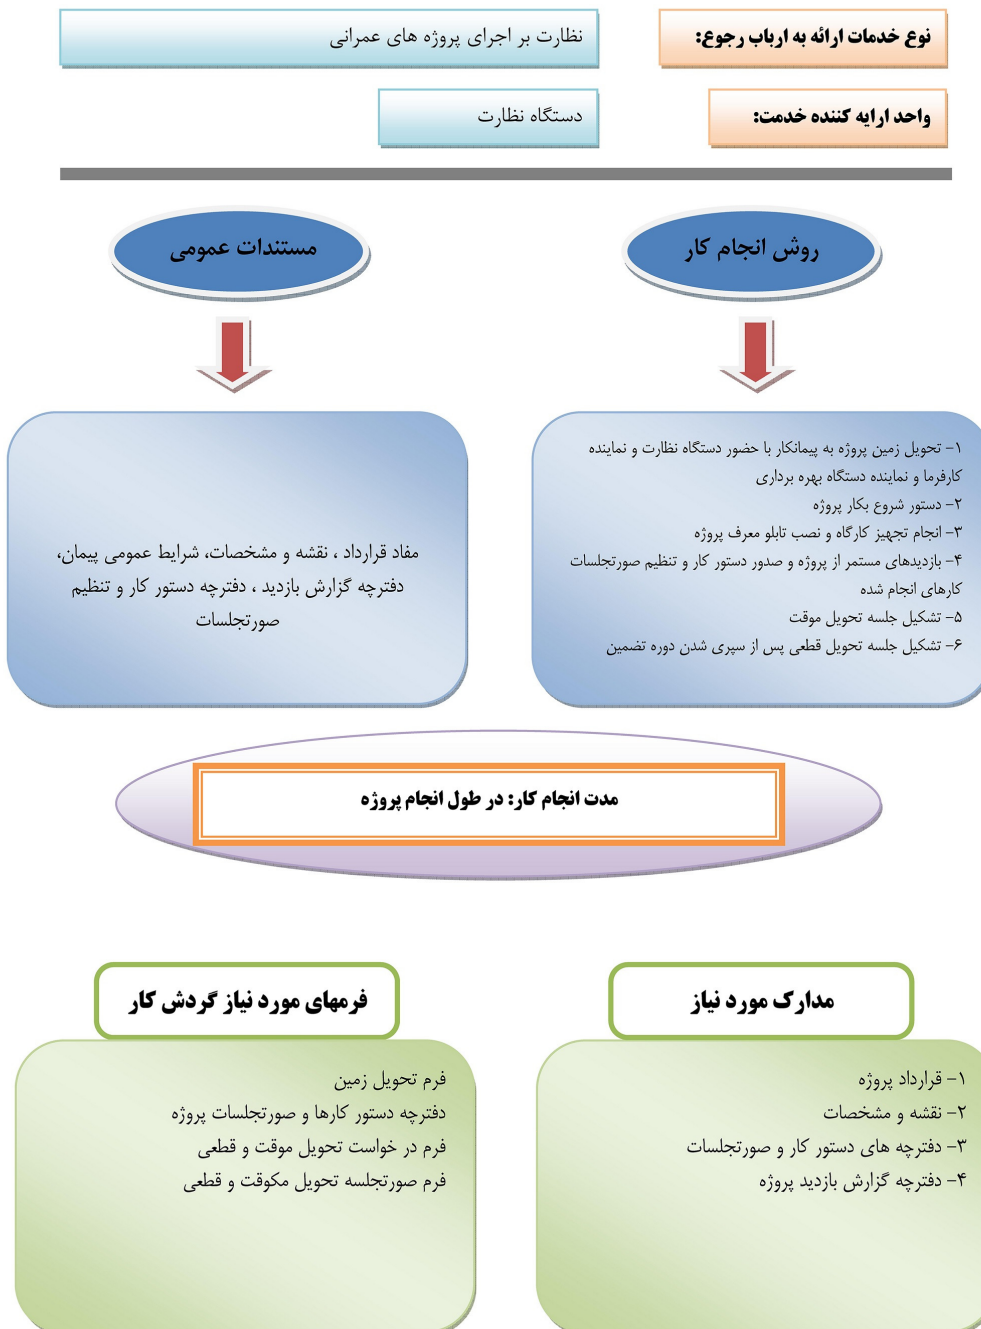 نوع خدمات ارائه به ارباب رجوع:
نظارت بر اجرای پروژه های عمرانی
واحد ارایه کننده خدمت:
دستگاه نظارت
روش انجام کار
۱- تحویل زمین پروژه به پیمانکار با حضور دستگاه نظارت و نماینده
کارفرما و نماینده دستگاه بهره برداری
۲- دستور شروع بکار پروژه
۳- انجام تجهیز کارگاه و نصب تابلو معرف پروژه
۴- بازدیدهای مستمر از پروژه و صدور دستور کار و تنظیم صورتجلسات
کارهای انجام شده
۵- تشکیل جلسه تحویل موقت
۶- تشکیل جلسه تحویل قطعی پس از سپری شدن دوره تضمین
مستندات عمومی
مفاد قرارداد ، نقشه و مشخصات، شرایط عمومی پیمان،
دفترچه گزارش بازدید ، دفترچه دستور کار و تنظیم
صورتجلسات
مدت انجام کار: در طول انجام پروژه
مدارک مورد نیاز
۱- قرارداد پروژه
۲- نقشه و مشخصات
۳- دفترچه های دستور کار و صورتجلسات
۴- دفترچه گزارش بازدید پروژه
فرمهای مورد نیاز گردش کار
فرم تحویل زمین
دفترچه دستور کارها و صورتجلسات پروژه
فرم در خواست تحویل موقت و قطعی
فرم صورتجلسه تحویل مکوقت و قطعی